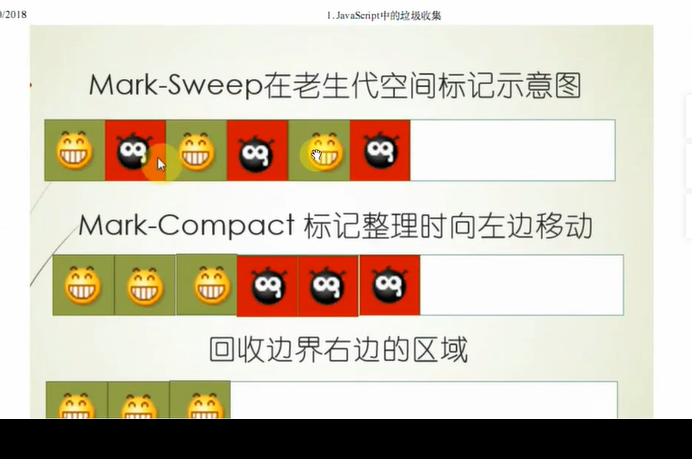 0/2018
1. JavaScript中的垃圾收集
Mark-Sweep在老生代空间标记示意图
Mark-Compact 标记整理时向左边移动
回收边界右边的区域